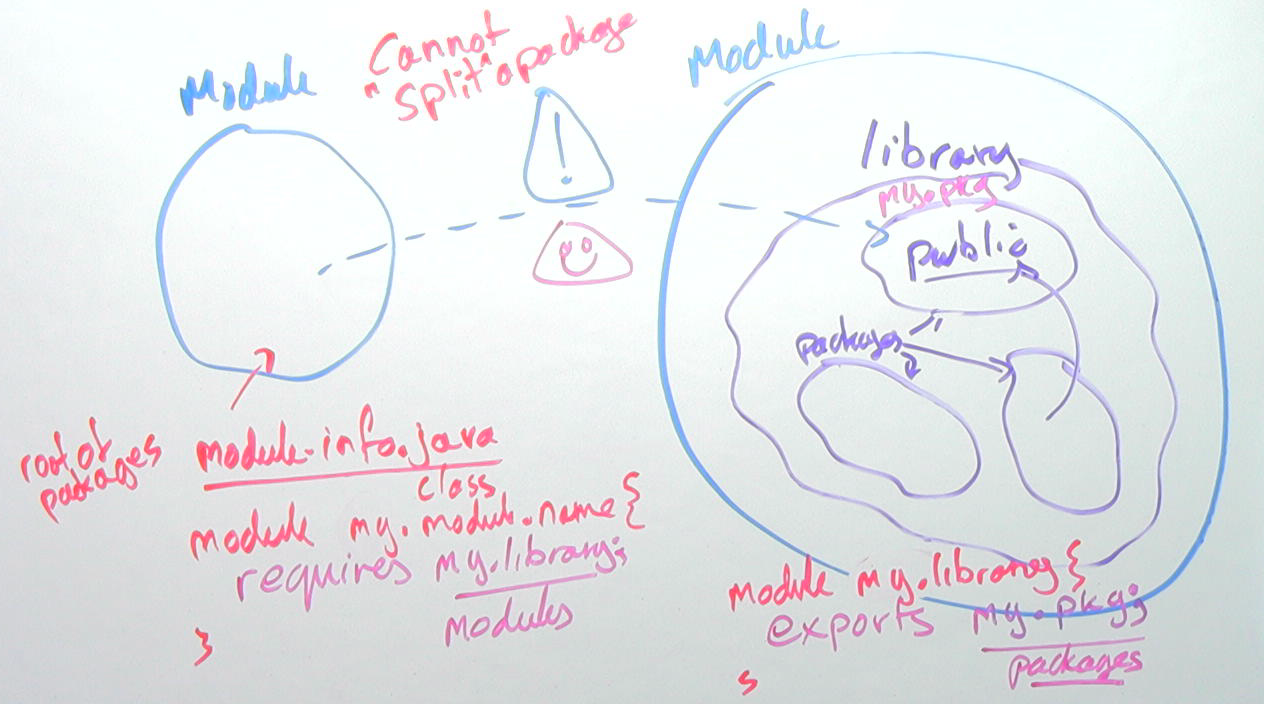 Module
Cannot
"split" a package
Module
library
my.pkg
public
packages
!
root of
packages
module-info.java
class
module my.module.name {
requires my.library;
modules
}
module my.library {
exports my.pkg;
packages
}